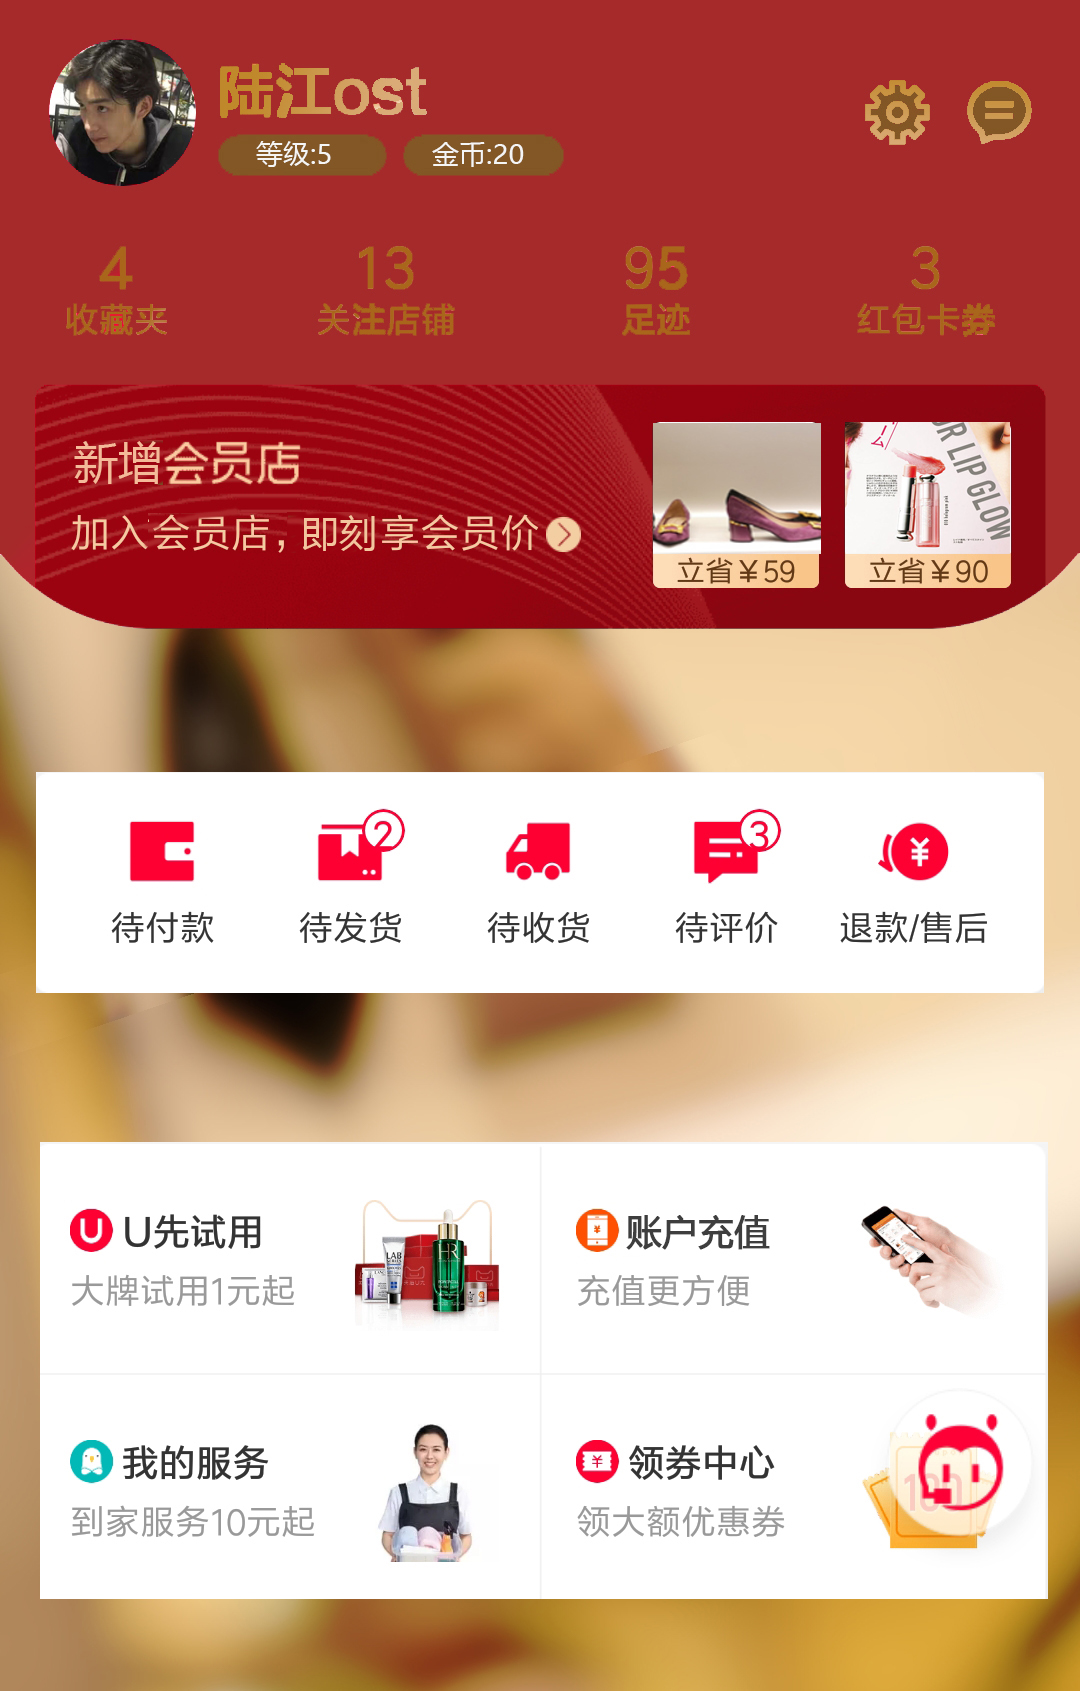 陆江ost
等级:5 金币:20
4 13 95 3
收藏夹 关注店铺 足迹 红包卡券
新增会员店
加入会员店, 即刻享会员价
OR LIP GLOW
立省￥59 立省￥90
2 3
¥
待付款 待发货 待收货 待评价 退款/售后
U先试用 账户充值
大牌试用1元起 充值更方便
LAB
我的服务 领券中心
到家服务10元起 领大额优惠券